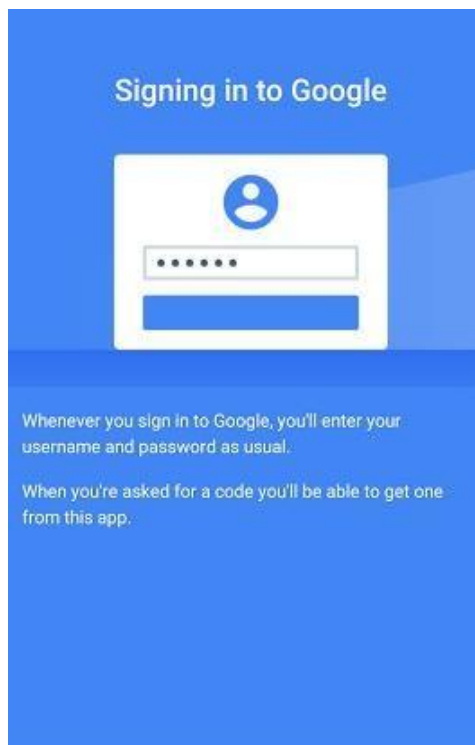 Signing in to Google
Whenever you sign in to Google, you'll enter your
username and password as usual.
When you're asked for a code you'll be able to get one
from this app.